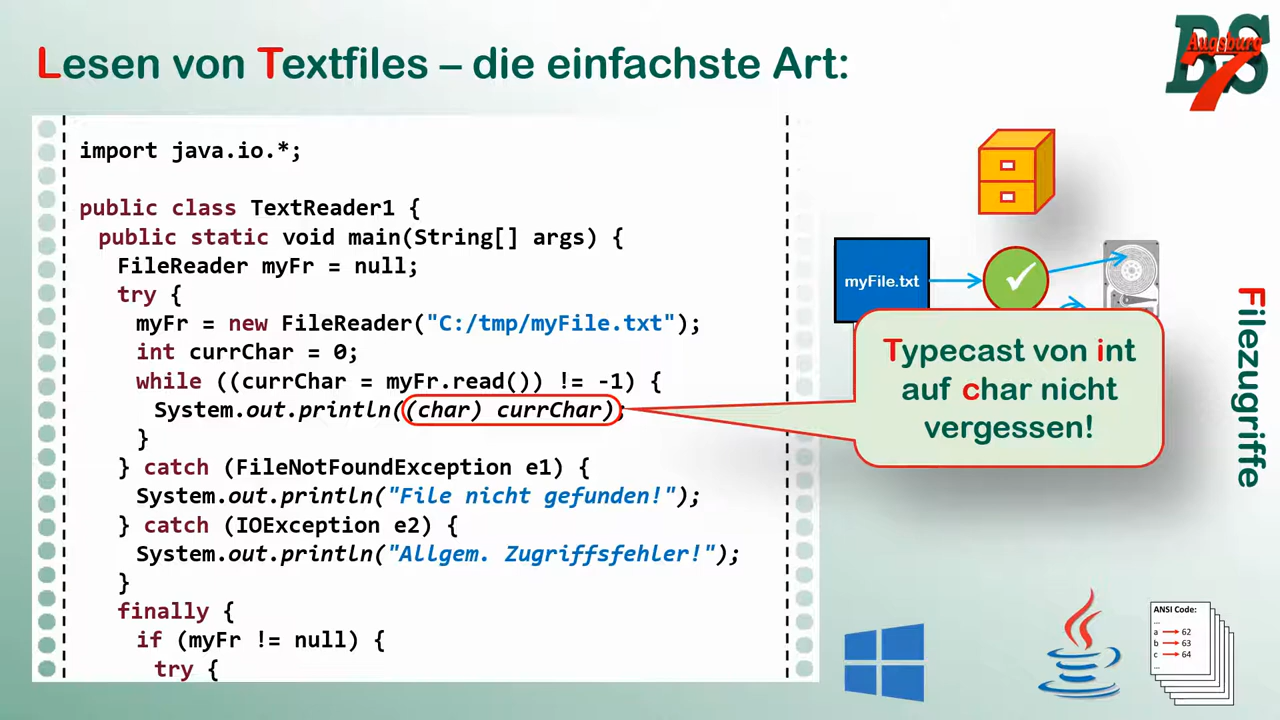 Lesen von Textfiles – die einfachste Art:
BS
Augsburg
7
import java.io.*;
public class TextReader1 {
public static void main(String[] args) {
FileReader myFr = null;
try {
myFr = new FileReader("C:/tmp/myFile.txt");
int currChar = 0;
while ((currChar = myFr.read()) != -1) {
System.out.println((char) currChar);
}
} catch (FileNotFoundException e1) {
System.out.println("File nicht gefunden!");
} catch (IOException e2) {
System.out.println("Allgem. Zugriffsfehler!");
}
finally {
if (myFr != null) {
try {
myFile.txt
Typecast von int
auf char nicht
vergessen!
Filezugriffe
ANSI Code:
...
a → 62
b → 63
c → 64
...